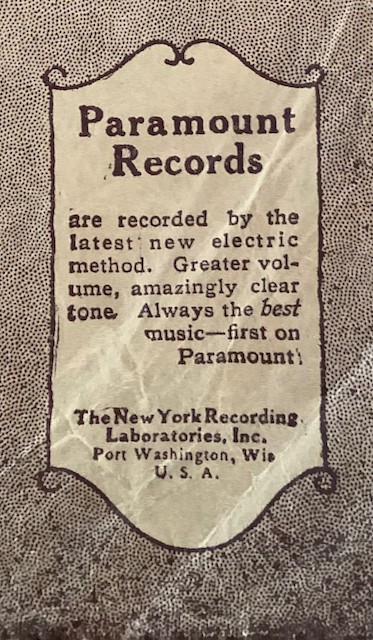 Paramount
Records
are recorded by the
latest new electric
method. Greater vol-
ume, amazingly clear
tone. Always the best
music—first on
Paramount!
The New York Recording
Laboratories, Inc.
Port Washington, Wis
U. S. A.